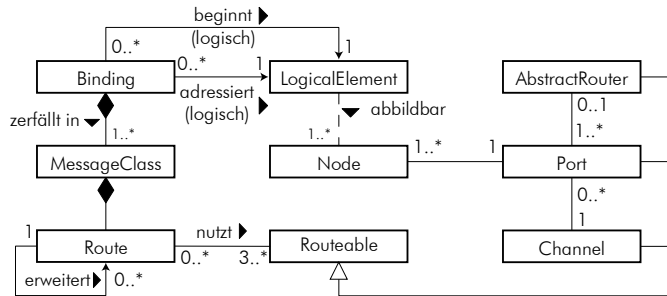 beginnt
(logisch)
0..*
1
0..*
1
Binding
LogicalElement
AbstractRouter
adressiert
(logisch)
abbildbar
0..1
zerfällt in
1..*
1..*
1..*
MessageClass
Node
1..*
1
Port
0..*
1
1
nutzt
Route
Routeable
Channel
0..*
3..*
erweitert
0..*